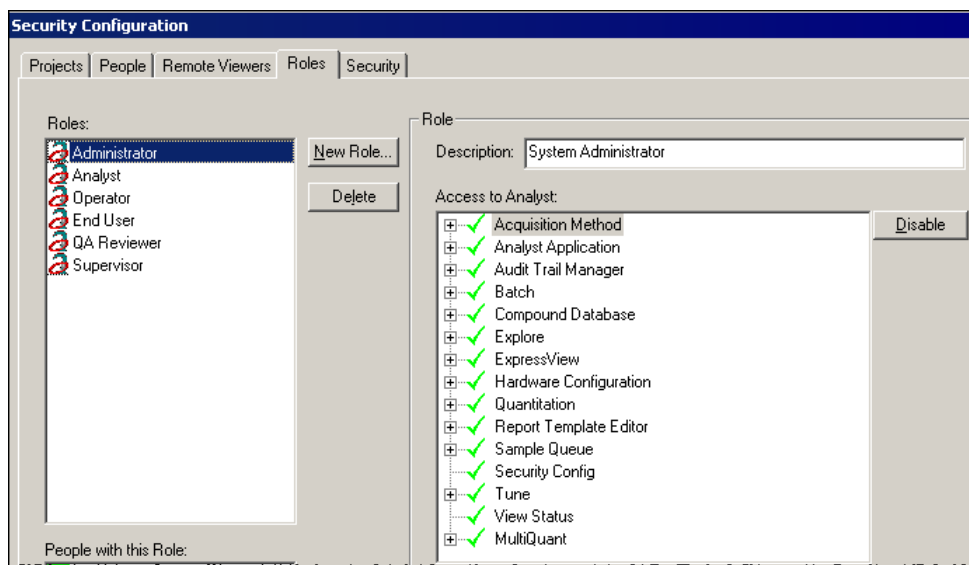 Security Configuration
Projects People Remote Viewers Roles Security
Roles:
Administrator
Analyst
Operator
End User
QA Reviewer
Supervisor
New Role...
Delete
People with this Role:
Role
Description: System Administrator
Access to Analyst:
Acquisition Method
Analyst Application
Audit Trail Manager
Batch
Compound Database
Explore
ExpressView
Hardware Configuration
Quantitation
Report Template Editor
Sample Queue
Security Config
Tune
View Status
MultiQuant
Disable